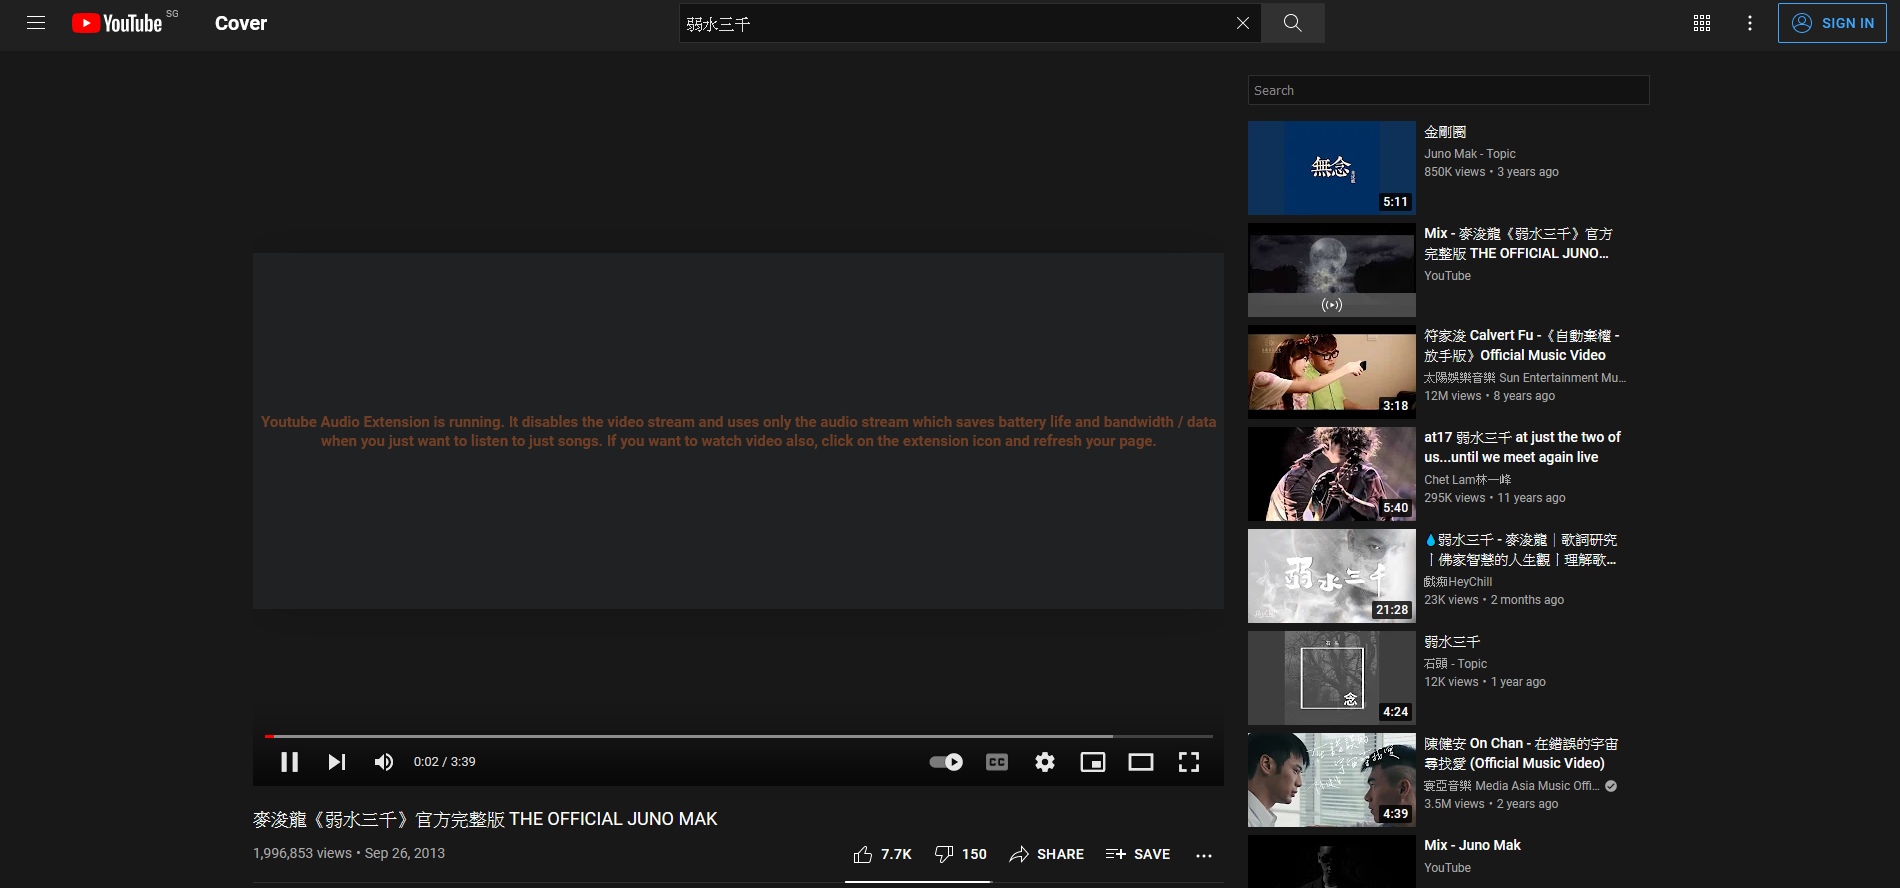 YouTube SG
Cover
弱水三千
SIGN IN
Search
無念
5:11
金剛圈
Juno Mak - Topic
850K views • 3 years ago
Mix - 麥浚龍《弱水三千》官方
完整版 THE OFFICIAL JUNO...
YouTube
3:18
符家浚 Calvert Fu -《自動棄權 -
放手版》Official Music Video
太陽娛樂音樂 Sun Entertainment Mu...
12M views • 8 years ago
5:40
at17 弱水三千 at just the two of
us...until we meet again live
Chet Lam林一峰
295K views • 11 years ago
弱水三千
21:28
💧弱水三千 - 麥浚龍｜歌詞研究
丨佛家智慧的人生觀丨理解歌...
戲痴HeyChill
23K views • 2 months ago
念
4:24
弱水三千
石頭 - Topic
12K views • 1 year ago
4:39
陳健安 On Chan - 在錯誤的宇宙
尋找愛 (Official Music Video)
寰亞音樂 Media Asia Music Offi...
3.5M views • 2 years ago
Mix - Juno Mak
YouTube
Youtube Audio Extension is running. It disables the video stream and uses only the audio stream which saves battery life and bandwidth / data
when you just want to listen to just songs. If you want to watch video also, click on the extension icon and refresh your page.
0:02 / 3:39
CC
麥浚龍《弱水三千》官方完整版 THE OFFICIAL JUNO MAK
1,996,853 views • Sep 26, 2013
7.7K
150
SHARE
SAVE